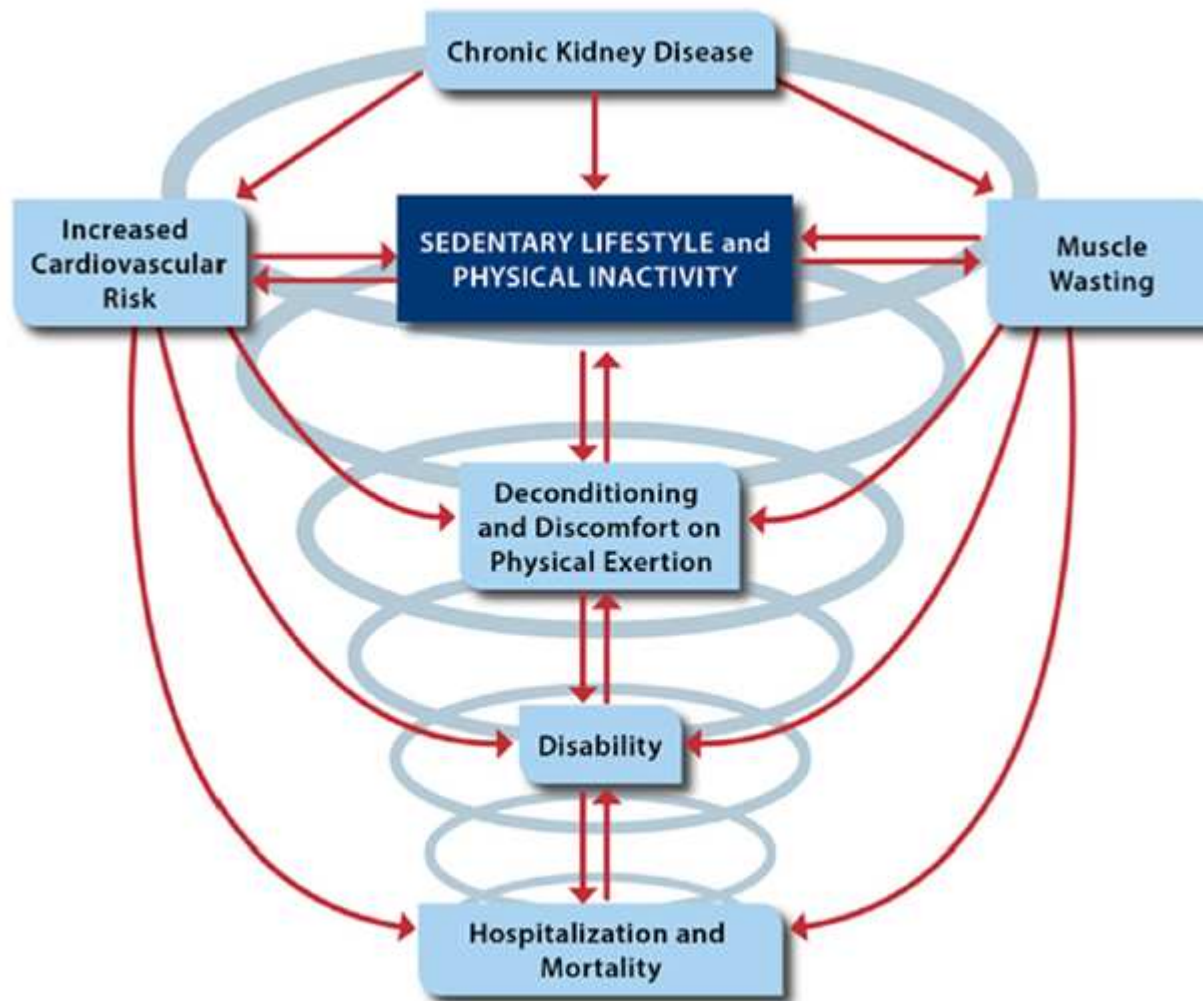 Chronic Kidney Disease
Increased
Cardiovascular
Risk
SEDENTARY LIFESTYLE and
PHYSICAL INACTIVITY
Muscle
Wasting
Deconditioning
and Discomfort on
Physical Exertion
Disability
Hospitalization and
Mortality